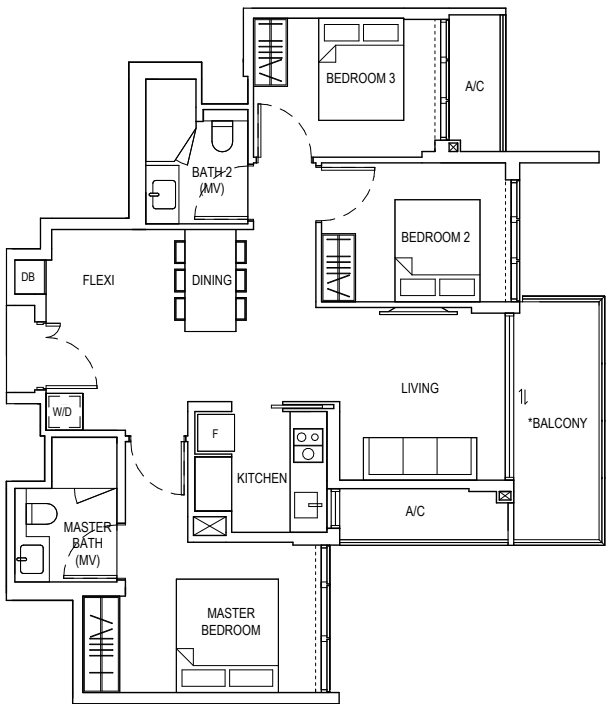 BEDROOM 3
A/C
BATH 2
(MV)
BEDROOM 2
DB
FLEXI
DINING
LIVING
*BALCONY
W/D
F
KITCHEN
A/C
MASTER
BATH
(MV)
MASTER
BEDROOM